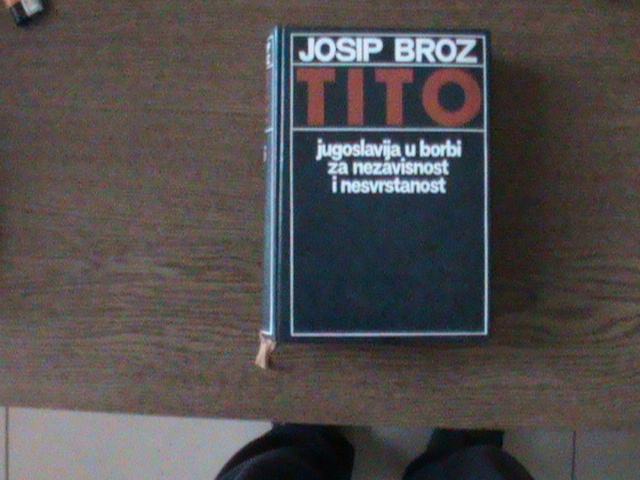 JOSIP BROZ
TITO
jugoslavija u borbi
za nezavisnost
i nesvrstanost